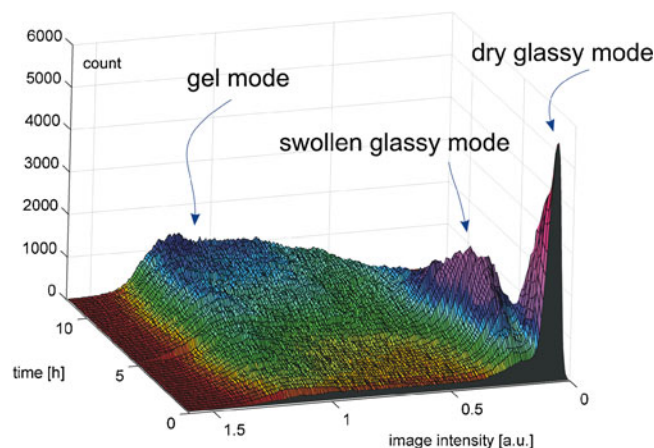 6000
5000
4000
3000
2000
1000
0
count
gel mode
swollen glassy mode
dry glassy mode
10
5
0
time [h]
1.5
1
0.5
0
image intensity [a.u.]